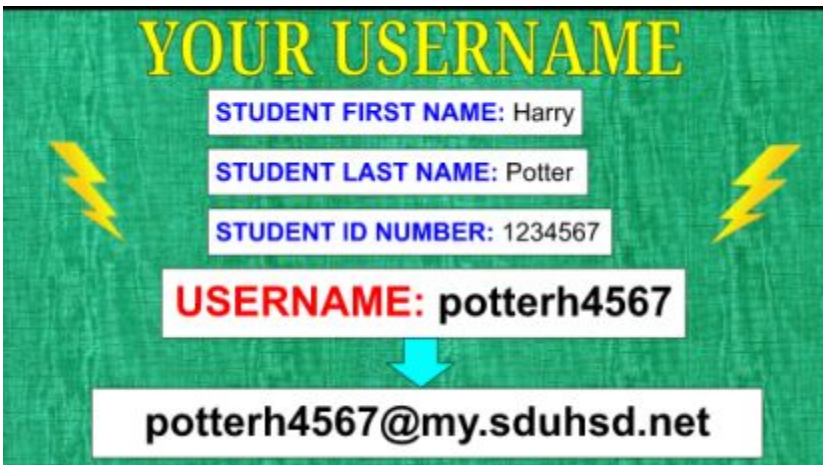 YOUR USERNAME
STUDENT FIRST NAME: Harry
STUDENT LAST NAME: Potter
STUDENT ID NUMBER: 1234567
USERNAME: potterh4567
potterh4567@my.sduhsd.net